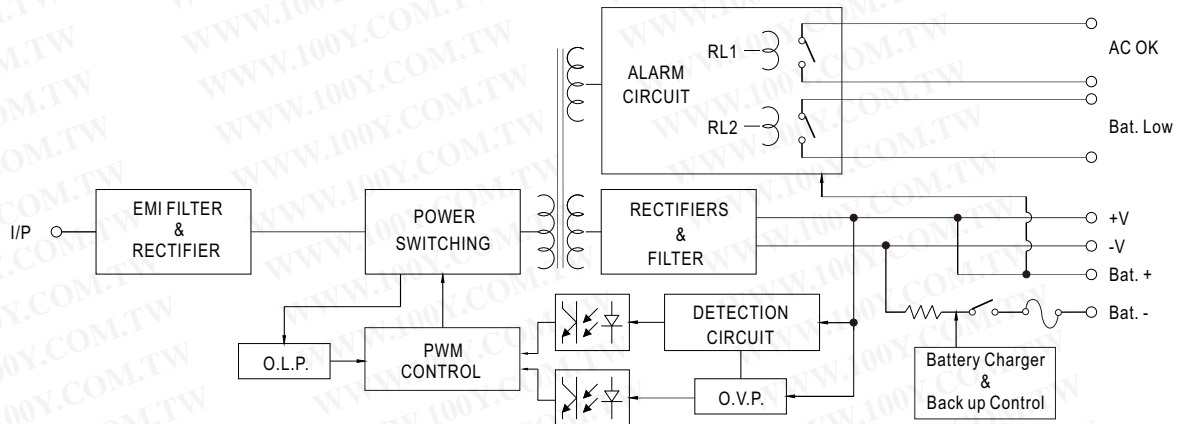 RL1
AC OK
ALARM
CIRCUIT
RL2
Bat. Low
I/P
EMI FILTER
&
RECTIFIER
POWER
SWITCHING
RECTIFIERS
&
FILTER
+V
-V
Bat. +
Bat. -
O.L.P.
PWM
CONTROL
DETECTION
CIRCUIT
O.V.P.
Battery Charger
&
Back up Control
WWW.100Y.COM.TW